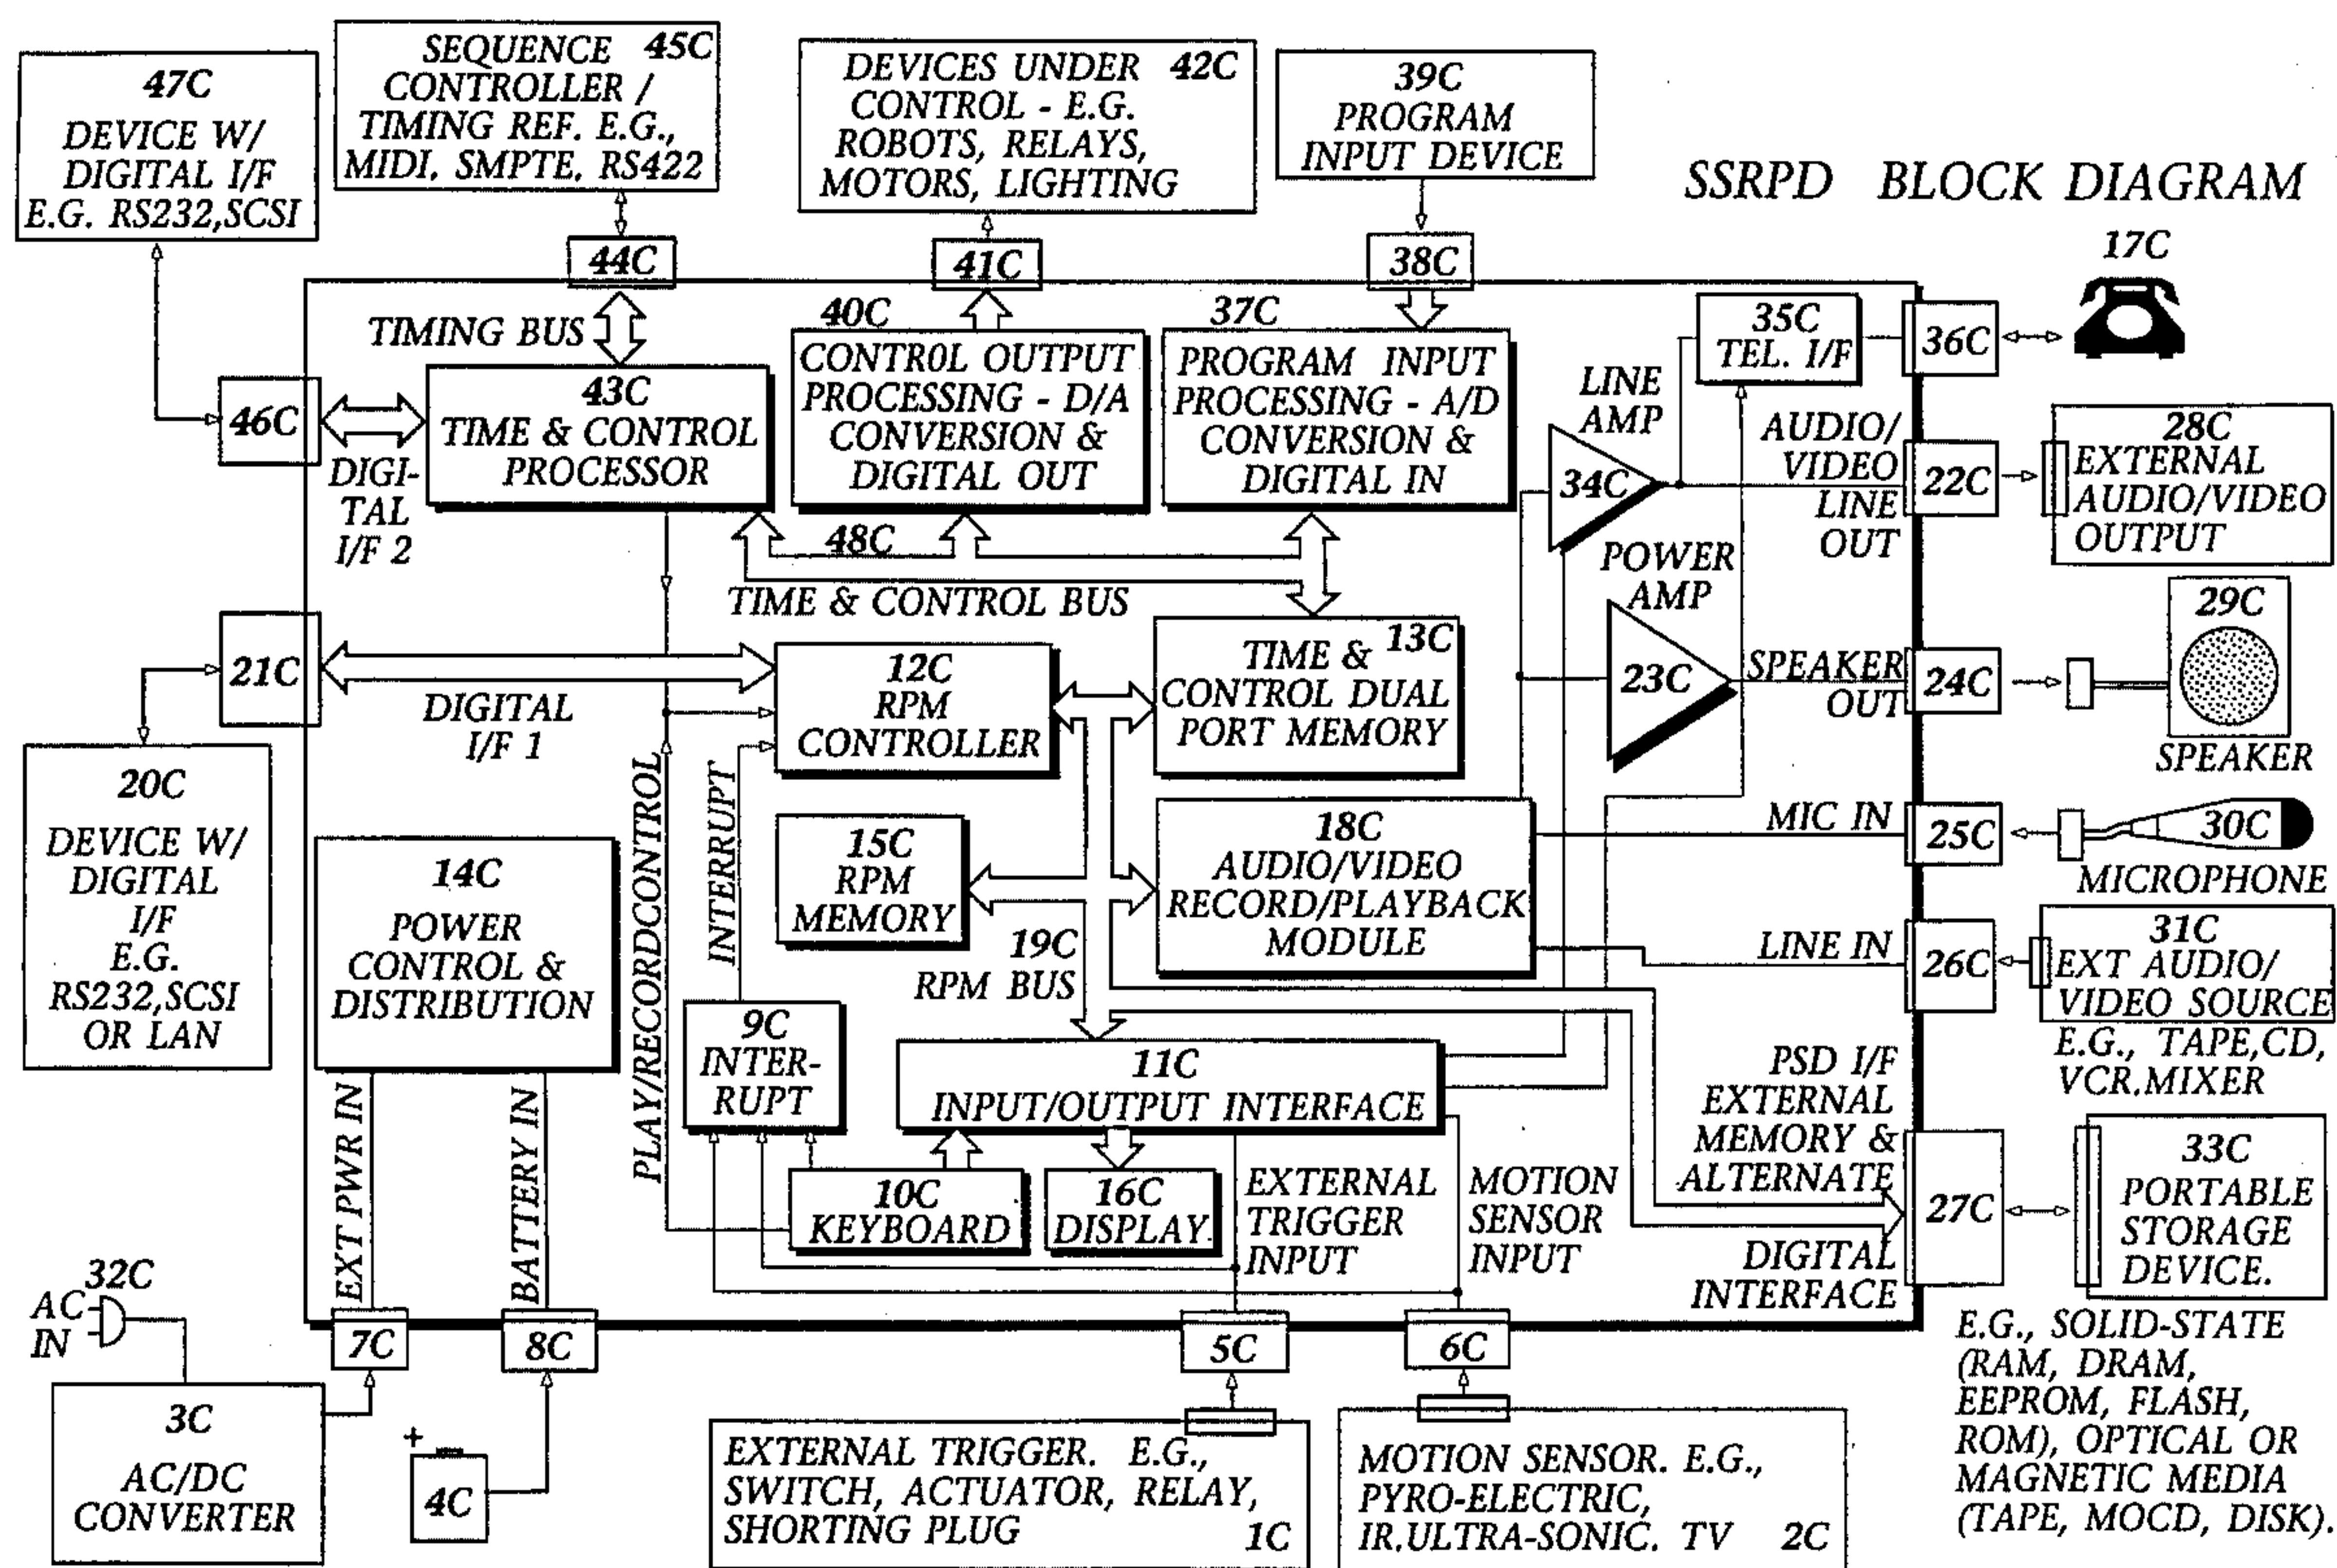 SSRPD BLOCK DIAGRAM
47C
DEVICE W/
DIGITAL I/F
E.G. RS232,SCSI
SEQUENCE 45C
CONTROLLER /
TIMING REF. E.G.,
MIDI, SMPTE, RS422
DEVICES UNDER 42C
CONTROL - E.G.
ROBOTS, RELAYS,
MOTORS, LIGHTING
39C
PROGRAM
INPUT DEVICE
17C
44C
41C
38C
36C
TIMING BUS
46C
DIGI-
TAL
I/F 2
43C
TIME & CONTROL
PROCESSOR
40C
CONTROL OUTPUT
PROCESSING - D/A
CONVERSION &
DIGITAL OUT
37C
PROGRAM INPUT
PROCESSING - A/D
CONVERSION &
DIGITAL IN
35C
TEL. I/F
LINE
AMP
34C
AUDIO/
VIDEO
LINE
OUT
22C
28C
EXTERNAL
AUDIO/VIDEO
OUTPUT
48C
TIME & CONTROL BUS
POWER
AMP
23C
SPEAKER
OUT
24C
29C
SPEAKER
21C
DIGITAL
I/F 1
12C
RPM
CONTROLLER
13C
TIME &
CONTROL DUAL
PORT MEMORY
20C
DEVICE W/
DIGITAL
I/F
E.G.
RS232,SCSI
OR LAN
14C
POWER
CONTROL &
DISTRIBUTION
PLAY/RECORDCONTROL
INTERRUPT
15C
RPM
MEMORY
18C
AUDIO/VIDEO
RECORD/PLAYBACK
MODULE
MIC IN
25C
30C
MICROPHONE
LINE IN
26C
31C
EXT AUDIO/
VIDEO SOURCE
E.G., TAPE,CD,
VCR.MIXER
19C
RPM BUS
9C
INTER-
RUPT
11C
INPUT/OUTPUT INTERFACE
10C
KEYBOARD
16C
DISPLAY
EXTERNAL
TRIGGER
INPUT
MOTION
SENSOR
INPUT
PSD I/F
EXTERNAL
MEMORY &
ALTERNATE
DIGITAL
INTERFACE
27C
33C
PORTABLE
STORAGE
DEVICE.
E.G., SOLID-STATE
(RAM, DRAM,
EEPROM, FLASH,
ROM), OPTICAL OR
MAGNETIC MEDIA
(TAPE, MOCD, DISK).
EXT PWR IN
BATTERY IN
32C
AC
IN
7C
8C
5C
6C
3C
AC/DC
CONVERTER
+
4C
EXTERNAL TRIGGER. E.G.,
SWITCH, ACTUATOR, RELAY,
SHORTING PLUG 1C
MOTION SENSOR. E.G.,
PYRO-ELECTRIC,
IR.ULTRA-SONIC. TV 2C